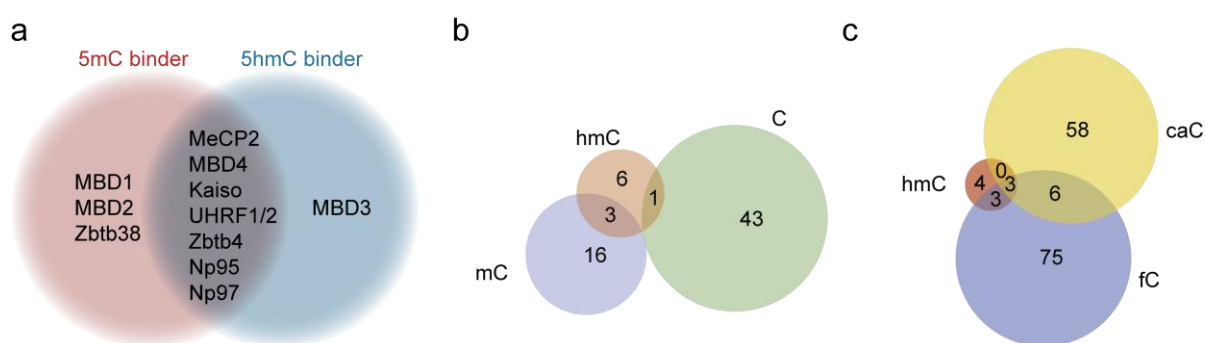 a
5mC binder
5hmC binder
MBD1
MBD2
Zbtb38
MeCP2
MBD4
Kaiso
UHRF1/2
Zbtb4
Np95
Np97
MBD3
b
hmC
C
6
1
3
43
16
mC
c
58
caC
hmC
4
0
3
3
6
75
fC